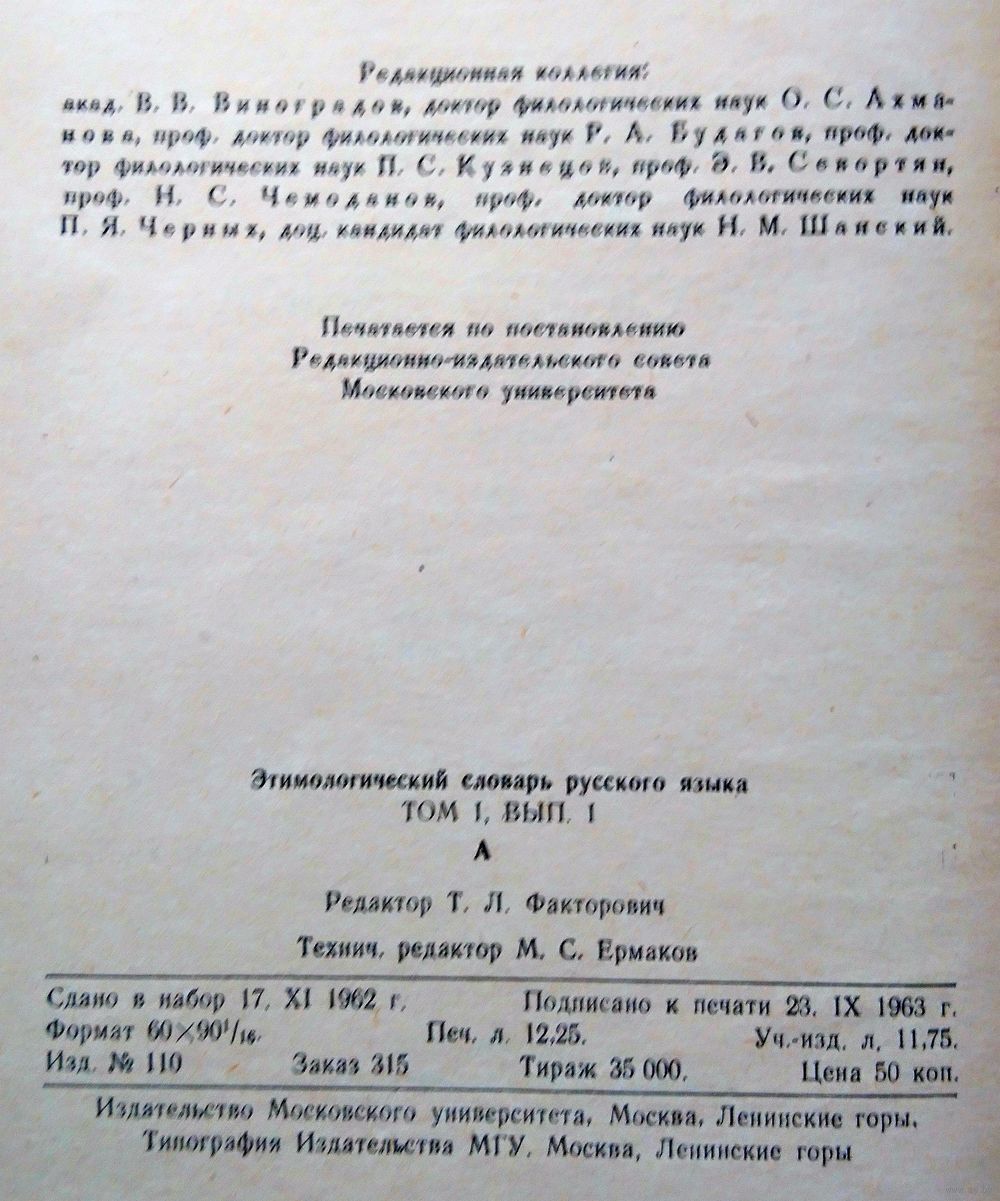 Редакционная коллегия:
акад. В. В. Виноградов, доктор филологических наук О. С. Ахма-
нова, проф. доктор филологических наук Р. А. Будагов, проф. док-
тор филологических наук П. С. Кузнецов, проф. Э. В. Севортян,
проф. Н. С. Чемоданов, проф. доктор филологических наук
П. Я. Черных, доц. кандидат филологических наук Н. М. Шанский.
Печатается по постановлению
Редакционно-издательского совета
Московского университета
Этимологический словарь русского языка
ТОМ I, ВЫП. 1
А
Редактор Т. Л. Факторович
Технич. редактор М. С. Ермаков
Сдано в набор 17. XI 1962 г. Подписано к печати 23. IX 1963 г.
Формат 60×90¹/₁₆. Печ. л. 12,25. Уч.-изд. л. 11,75.
Изд. № 110 Заказ 315 Тираж 35 000. Цена 50 коп.
Издательство Московского университета, Москва, Ленинские горы.
Типография Издательства МГУ. Москва, Ленинские горы